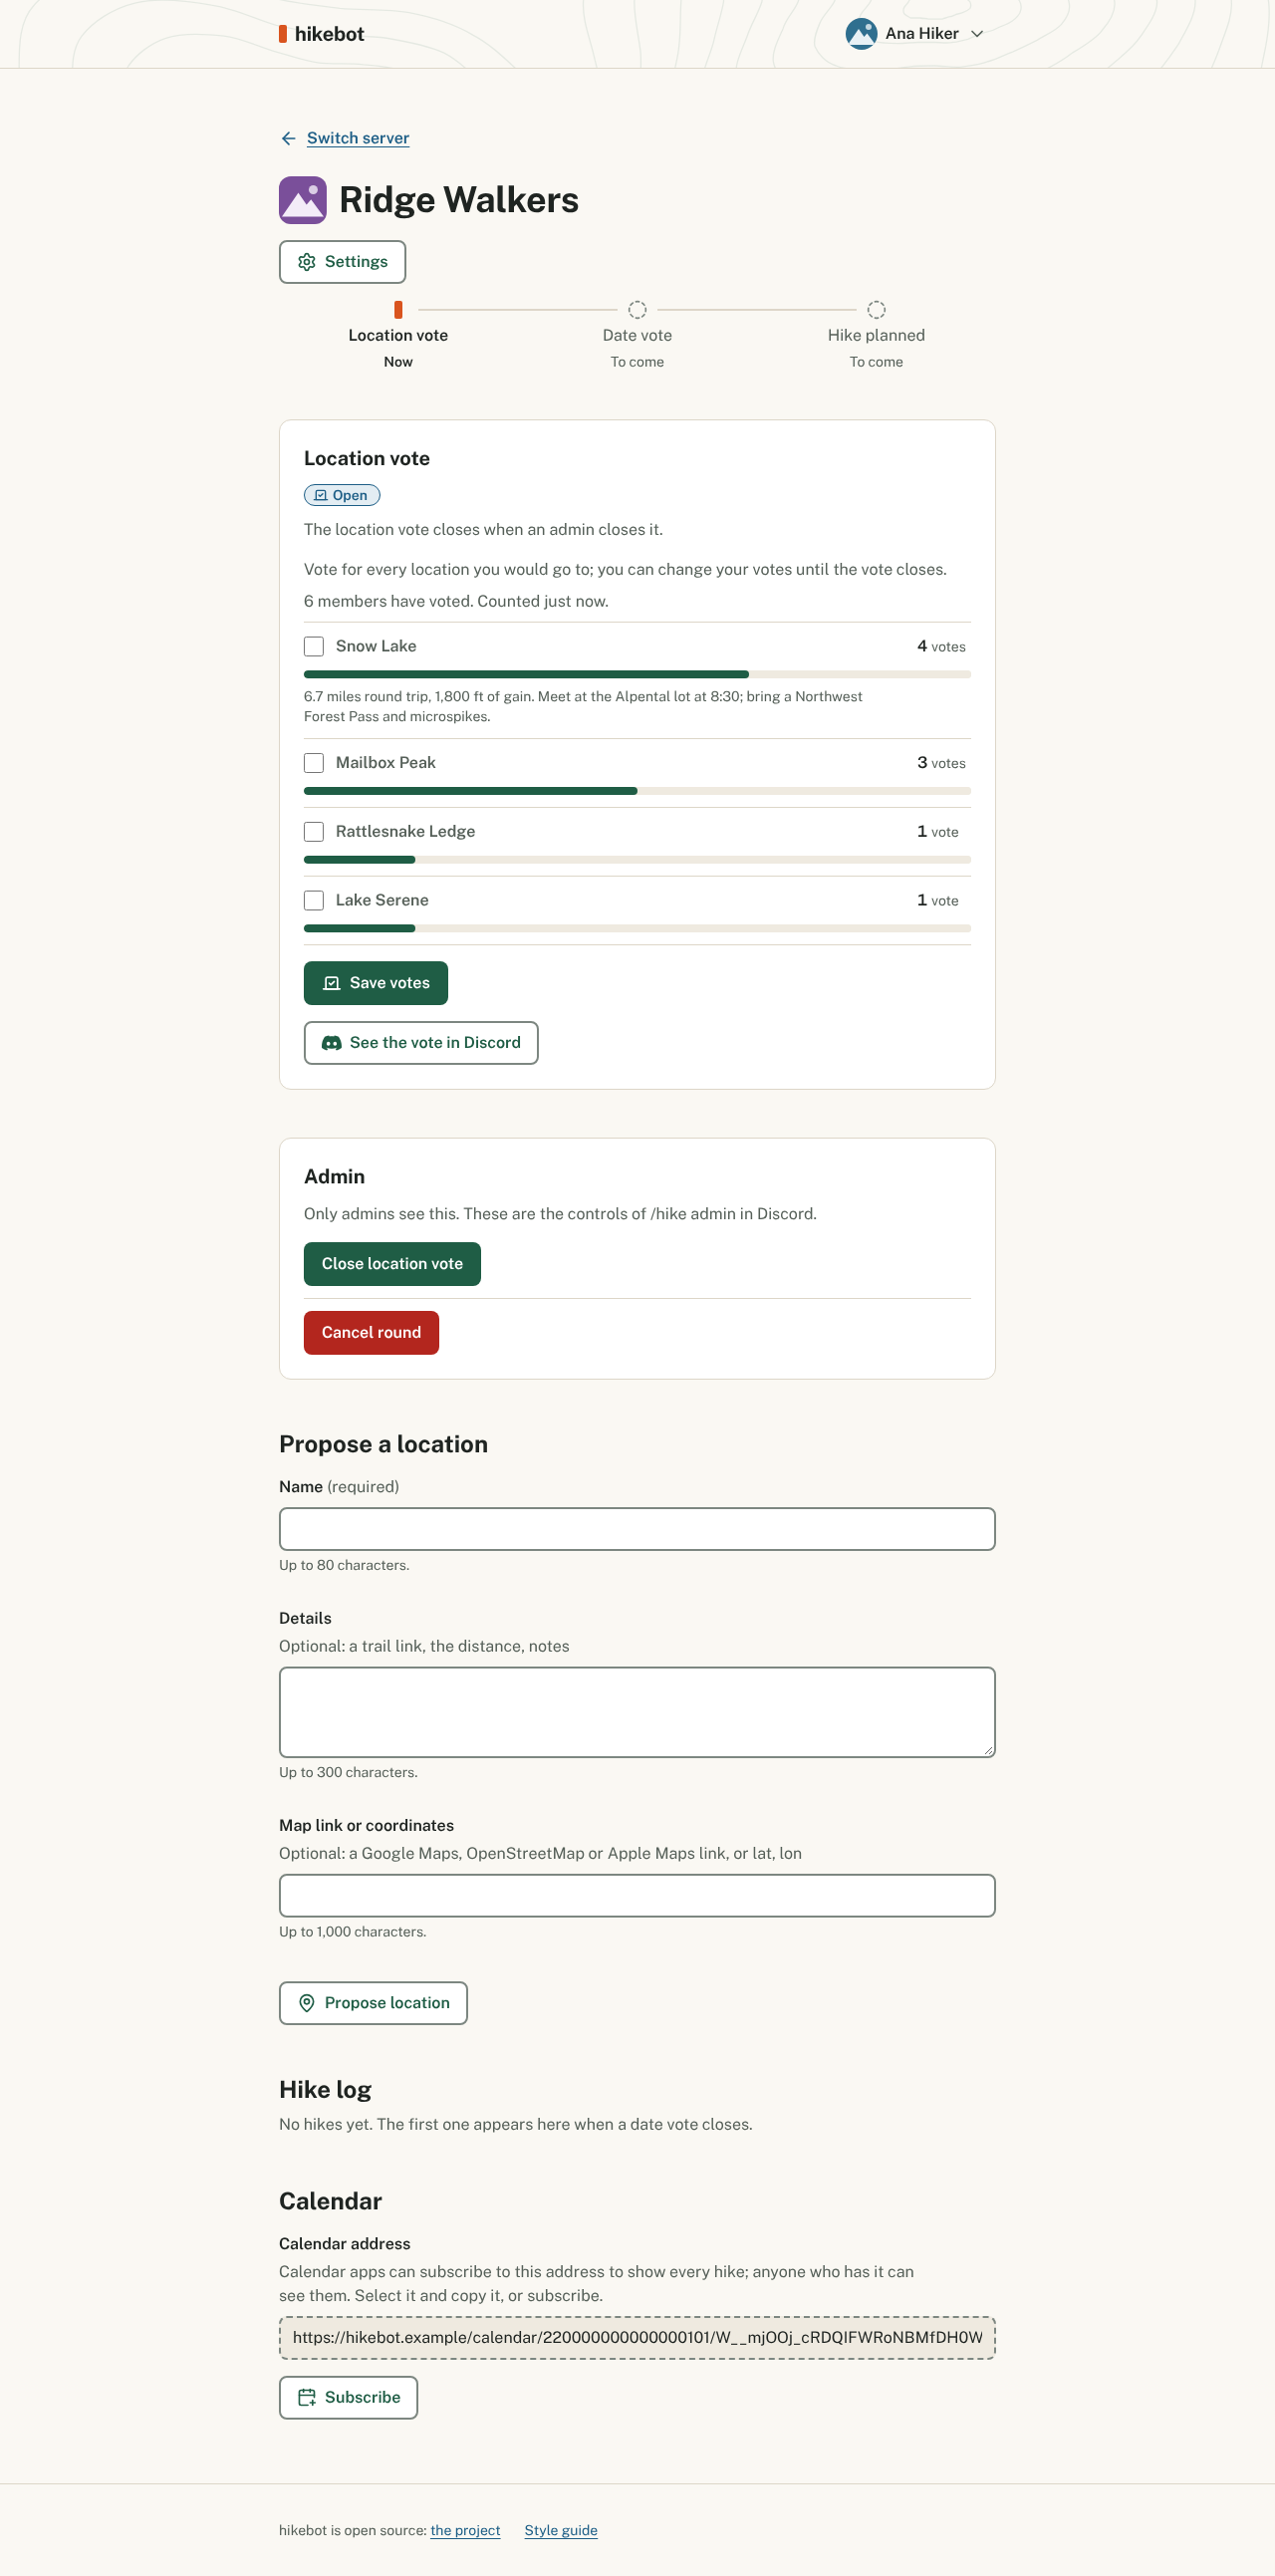 hikebot
Ana Hiker
Switch server
Ridge Walkers
Settings
Location vote
Now
Date vote
To come
Hike planned
To come
Location vote
Open
The location vote closes when an admin closes it.
Vote for every location you would go to; you can change your votes until the vote closes.
6 members have voted. Counted just now.
Snow Lake 4 votes
6.7 miles round trip, 1,800 ft of gain. Meet at the Alpental lot at 8:30; bring a Northwest
Forest Pass and microspikes.
Mailbox Peak 3 votes
Rattlesnake Ledge 1 vote
Lake Serene 1 vote
Save votes
See the vote in Discord
Admin
Only admins see this. These are the controls of /hike admin in Discord.
Close location vote
Cancel round
Propose a location
Name (required)
Up to 80 characters.
Details
Optional: a trail link, the distance, notes
Up to 300 characters.
Map link or coordinates
Optional: a Google Maps, OpenStreetMap or Apple Maps link, or lat, lon
Up to 1,000 characters.
Propose location
Hike log
No hikes yet. The first one appears here when a date vote closes.
Calendar
Calendar address
Calendar apps can subscribe to this address to show every hike; anyone who has it can
see them. Select it and copy it, or subscribe.
https://hikebot.example/calendar/220000000000000101/W__mjOOj_cRDQIFWRoNBMfDH0W
Subscribe
hikebot is open source: the project Style guide